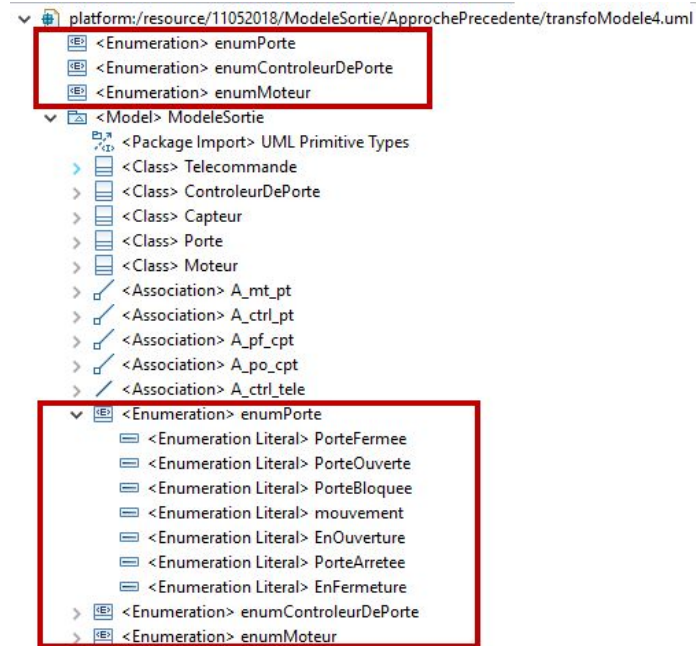 platform:/resource/11052018/ModeleSortie/ApprochePrecedente/transfoModele4.uml
<Enumeration> enumPorte
<Enumeration> enumControleurDePorte
<Enumeration> enumMoteur
<Model> ModeleSortie
<Package Import> UML Primitive Types
<Class> Telecommande
<Class> ControleurDePorte
<Class> Capteur
<Class> Porte
<Class> Moteur
<Association> A_mt_pt
<Association> A_ctrl_pt
<Association> A_pf_cpt
<Association> A_po_cpt
<Association> A_ctrl_tele
<Enumeration> enumPorte
<Enumeration Literal> PorteFermee
<Enumeration Literal> PorteOuverte
<Enumeration Literal> PorteBloquee
<Enumeration Literal> mouvement
<Enumeration Literal> EnOuverture
<Enumeration Literal> PorteArretee
<Enumeration Literal> EnFermeture
<Enumeration> enumControleurDePorte
<Enumeration> enumMoteur